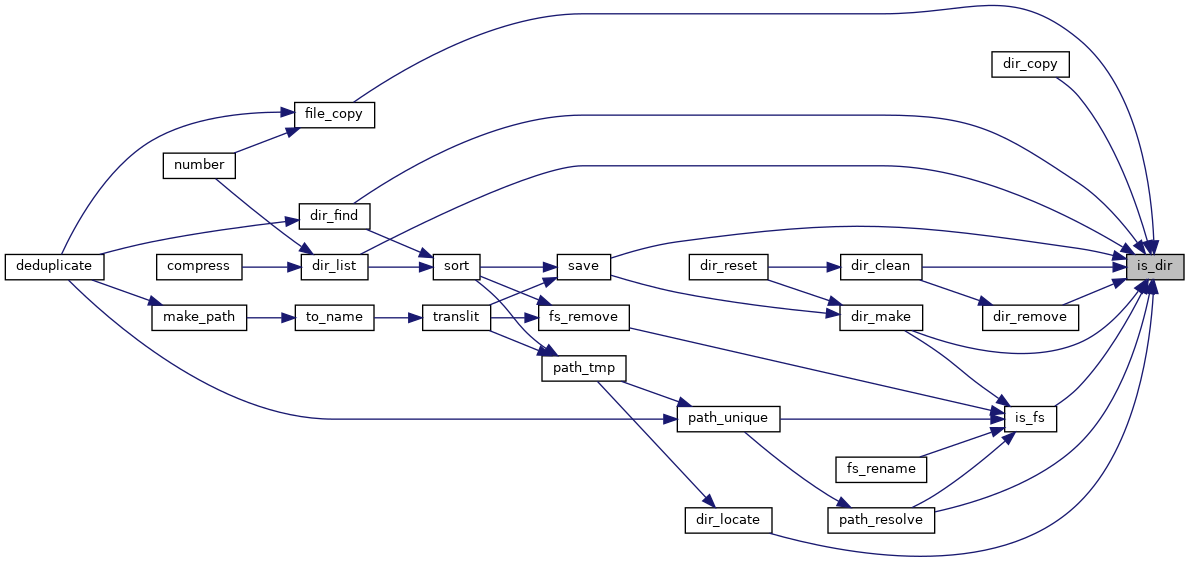 dir_copy
file_copy
number
dir_find
deduplicate
compress
dir_list
sort
save
dir_reset
dir_clean
is_dir
make_path
to_name
translit
fs_remove
dir_make
dir_remove
path_tmp
path_unique
is_fs
fs_rename
dir_locate
path_resolve